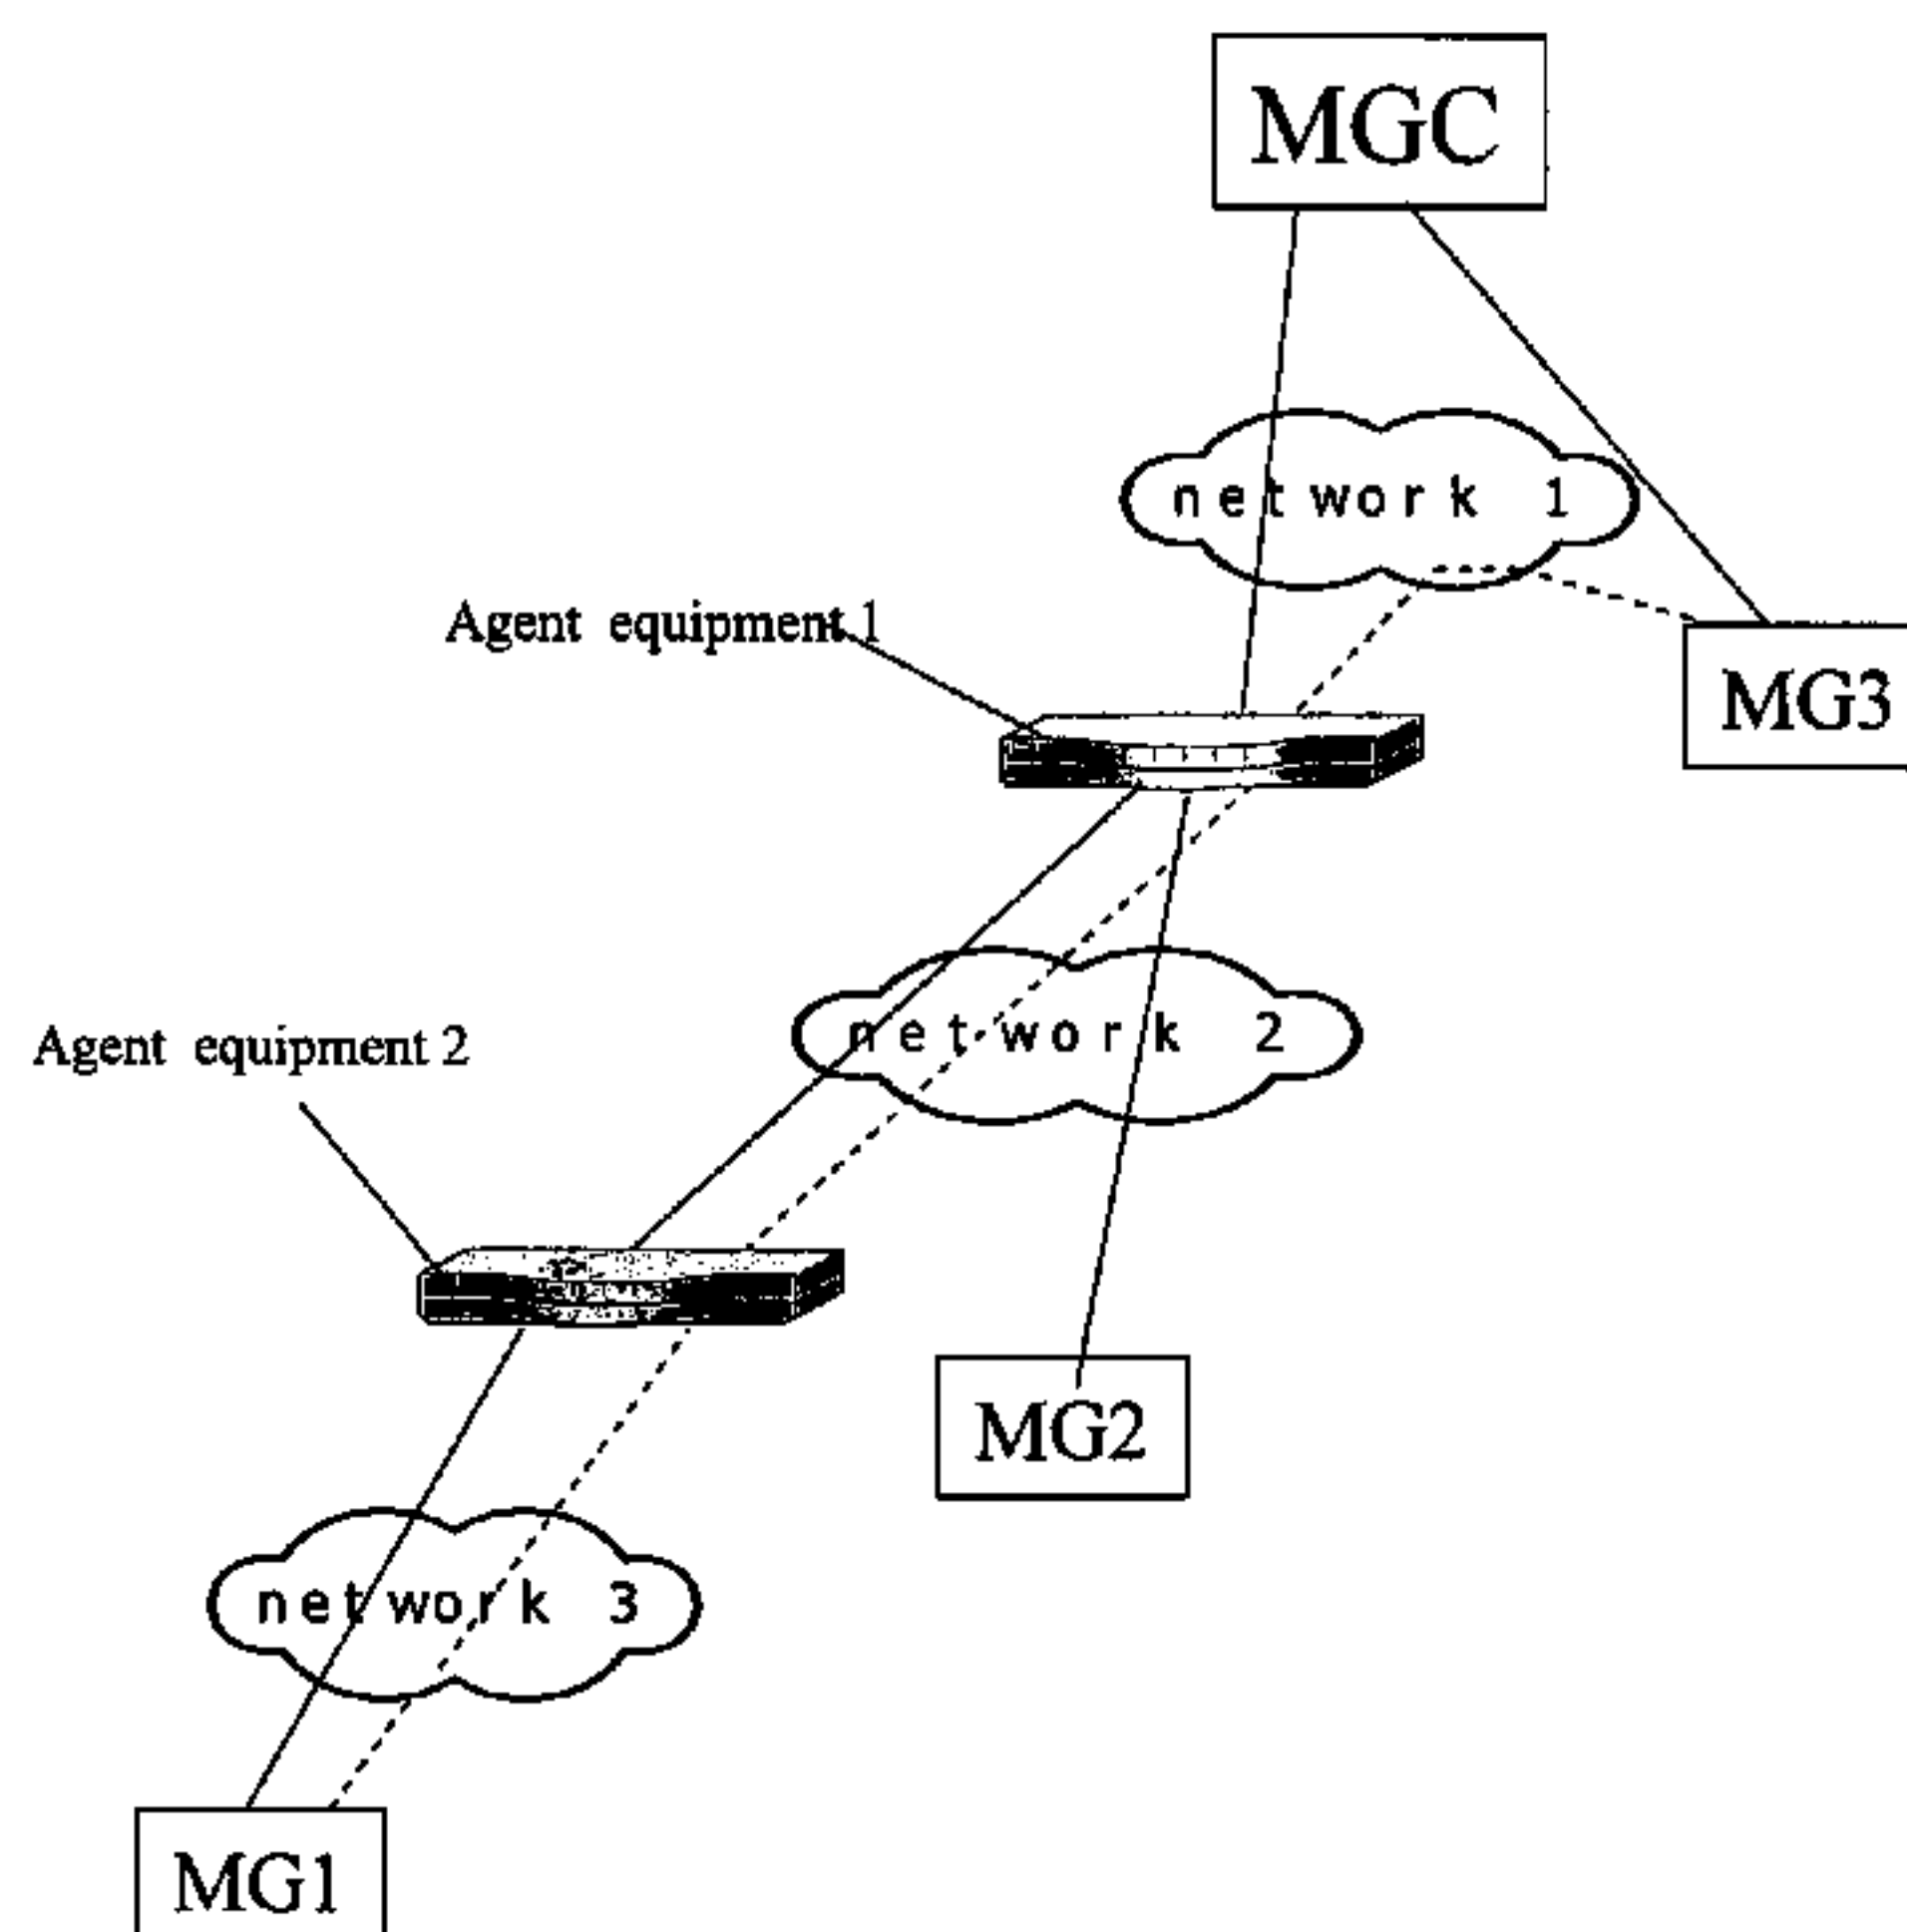 MGC
network 1
Agent equipment 1
MG3
network 2
Agent equipment 2
MG2
network 3
MG1